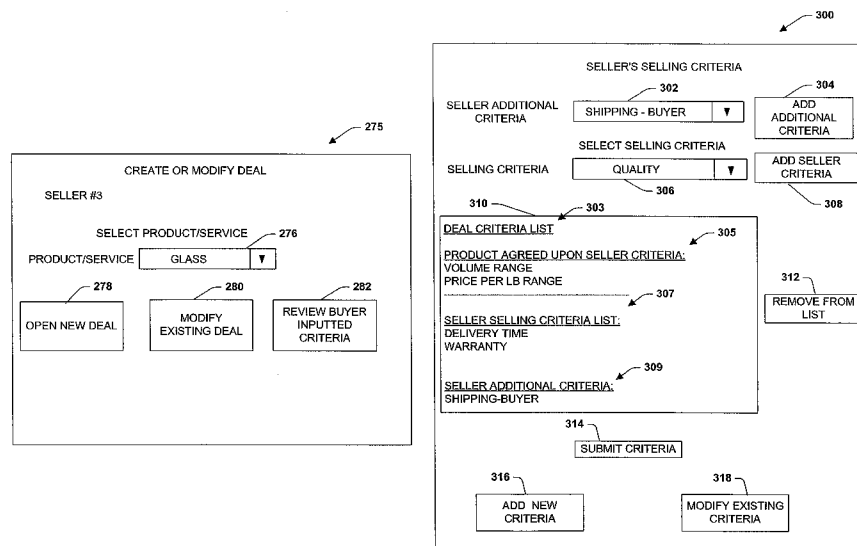 275
CREATE OR MODIFY DEAL
SELLER #3
SELECT PRODUCT/SERVICE
276
PRODUCT/SERVICE
GLASS
278
280
282
OPEN NEW DEAL
MODIFY
EXISTING DEAL
REVIEW BUYER
INPUTTED
CRITERIA
300
SELLER'S SELLING CRITERIA
302
304
SELLER ADDITIONAL
CRITERIA
SHIPPING - BUYER
ADD
ADDITIONAL
CRITERIA
SELECT SELLING CRITERIA
SELLING CRITERIA
QUALITY
ADD SELLER
CRITERIA
306
308
310
303
DEAL CRITERIA LIST
305
PRODUCT AGREED UPON SELLER CRITERIA:
VOLUME RANGE
PRICE PER LB RANGE
307
312
REMOVE FROM
LIST
SELLER SELLING CRITERIA LIST:
DELIVERY TIME
WARRANTY
309
SELLER ADDITIONAL CRITERIA:
SHIPPING-BUYER
314
SUBMIT CRITERIA
316
318
ADD NEW
CRITERIA
MODIFY EXISTING
CRITERIA